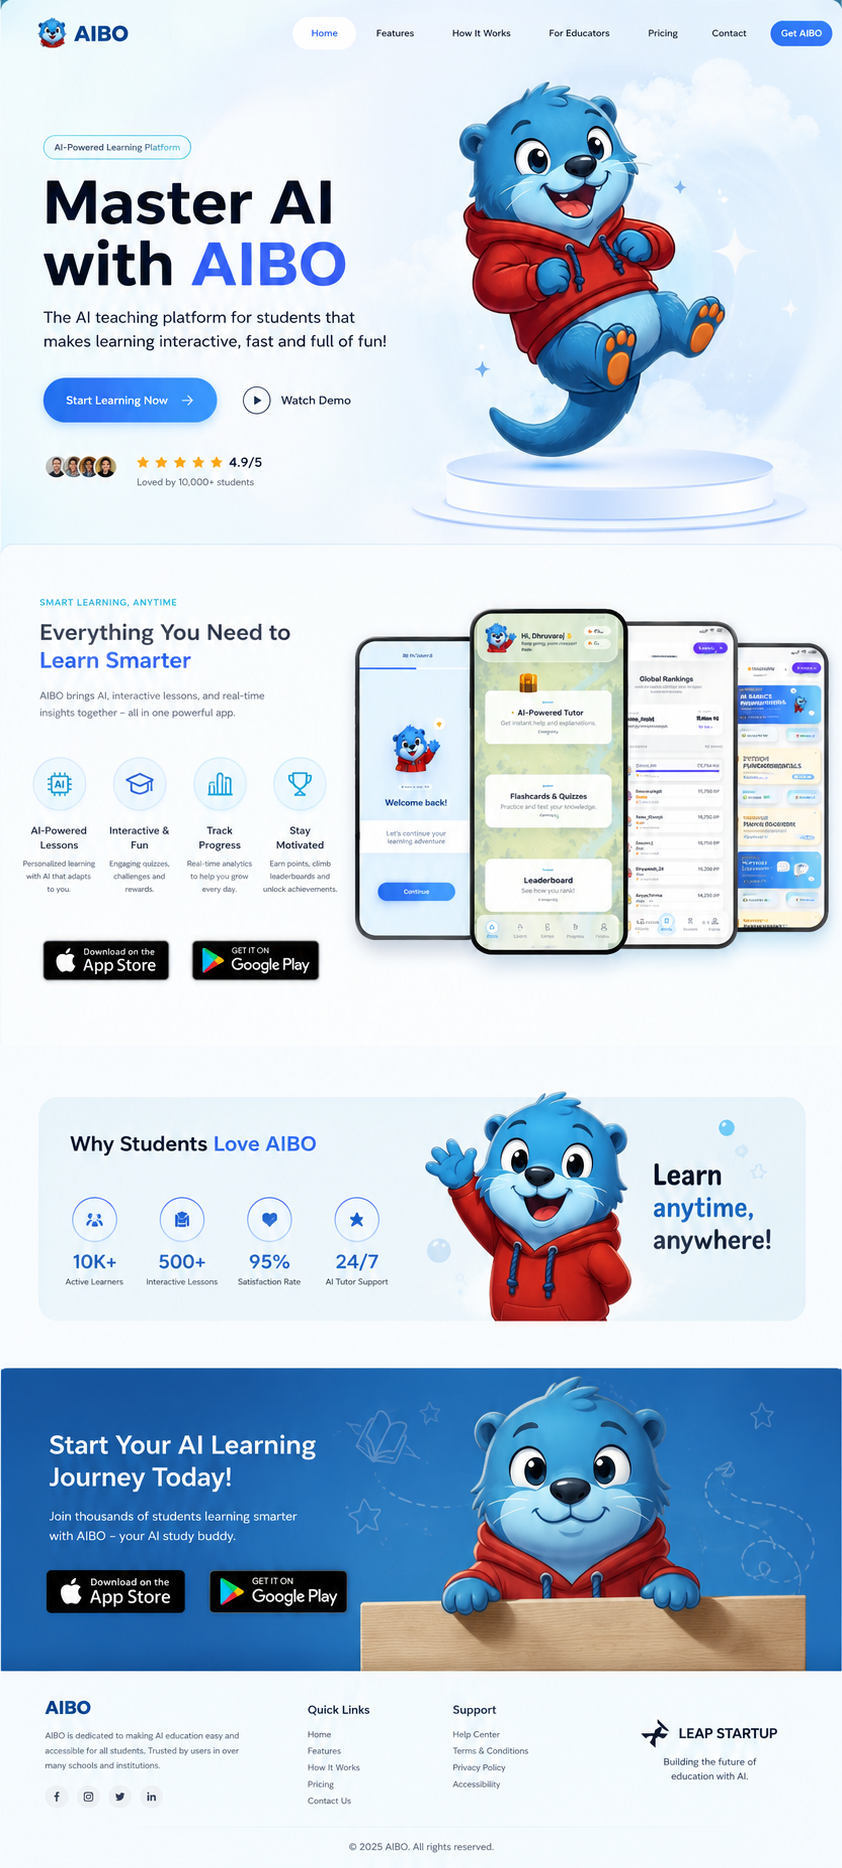 AIBO
Home
Features
How It Works
For Educators
Pricing
Contact
Get AIBO
AI-Powered Learning Platform
Master AI
with AIBO
The AI teaching platform for students that
makes learning interactive, fast and full of fun!
Start Learning Now
Watch Demo
4.9/5
Loved by 10,000+ students
SMART LEARNING, ANYTIME
Everything You Need to
Learn Smarter
AIBO brings AI, interactive lessons, and real-time
insights together – all in one powerful app.
AI
AI-Powered
Lessons
Personalized learning
with AI that adapts
to you.
Interactive &
Fun
Engaging quizzes,
challenges and
rewards.
Track
Progress
Real-time analytics
to help you grow
every day.
Stay
Motivated
Earn points, climb
leaderboards and
unlock achievements.
Download on the
App Store
GET IT ON
Google Play
Welcome back!
Let's continue your
learning adventure
Continue
Hi, Dhruvaraj
AI-Powered Tutor
Get instant help and explanations.
Flashcards & Quizzes
Practice and test your knowledge.
Leaderboard
See how you rank!
Global Rankings
Why Students Love AIBO
10K+
Active Learners
500+
Interactive Lessons
95%
Satisfaction Rate
24/7
AI Tutor Support
Learn
anytime,
anywhere!
Start Your AI Learning
Journey Today!
Join thousands of students learning smarter
with AIBO – your AI study buddy.
Download on the
App Store
GET IT ON
Google Play
AIBO
AIBO is dedicated to making AI education easy and
accessible for all students. Trusted by users in over
many schools and institutions.
Quick Links
Home
Features
How It Works
Pricing
Contact Us
Support
Help Center
Terms & Conditions
Privacy Policy
Accessibility
LEAP STARTUP
Building the future of
education with AI.
© 2025 AIBO. All rights reserved.